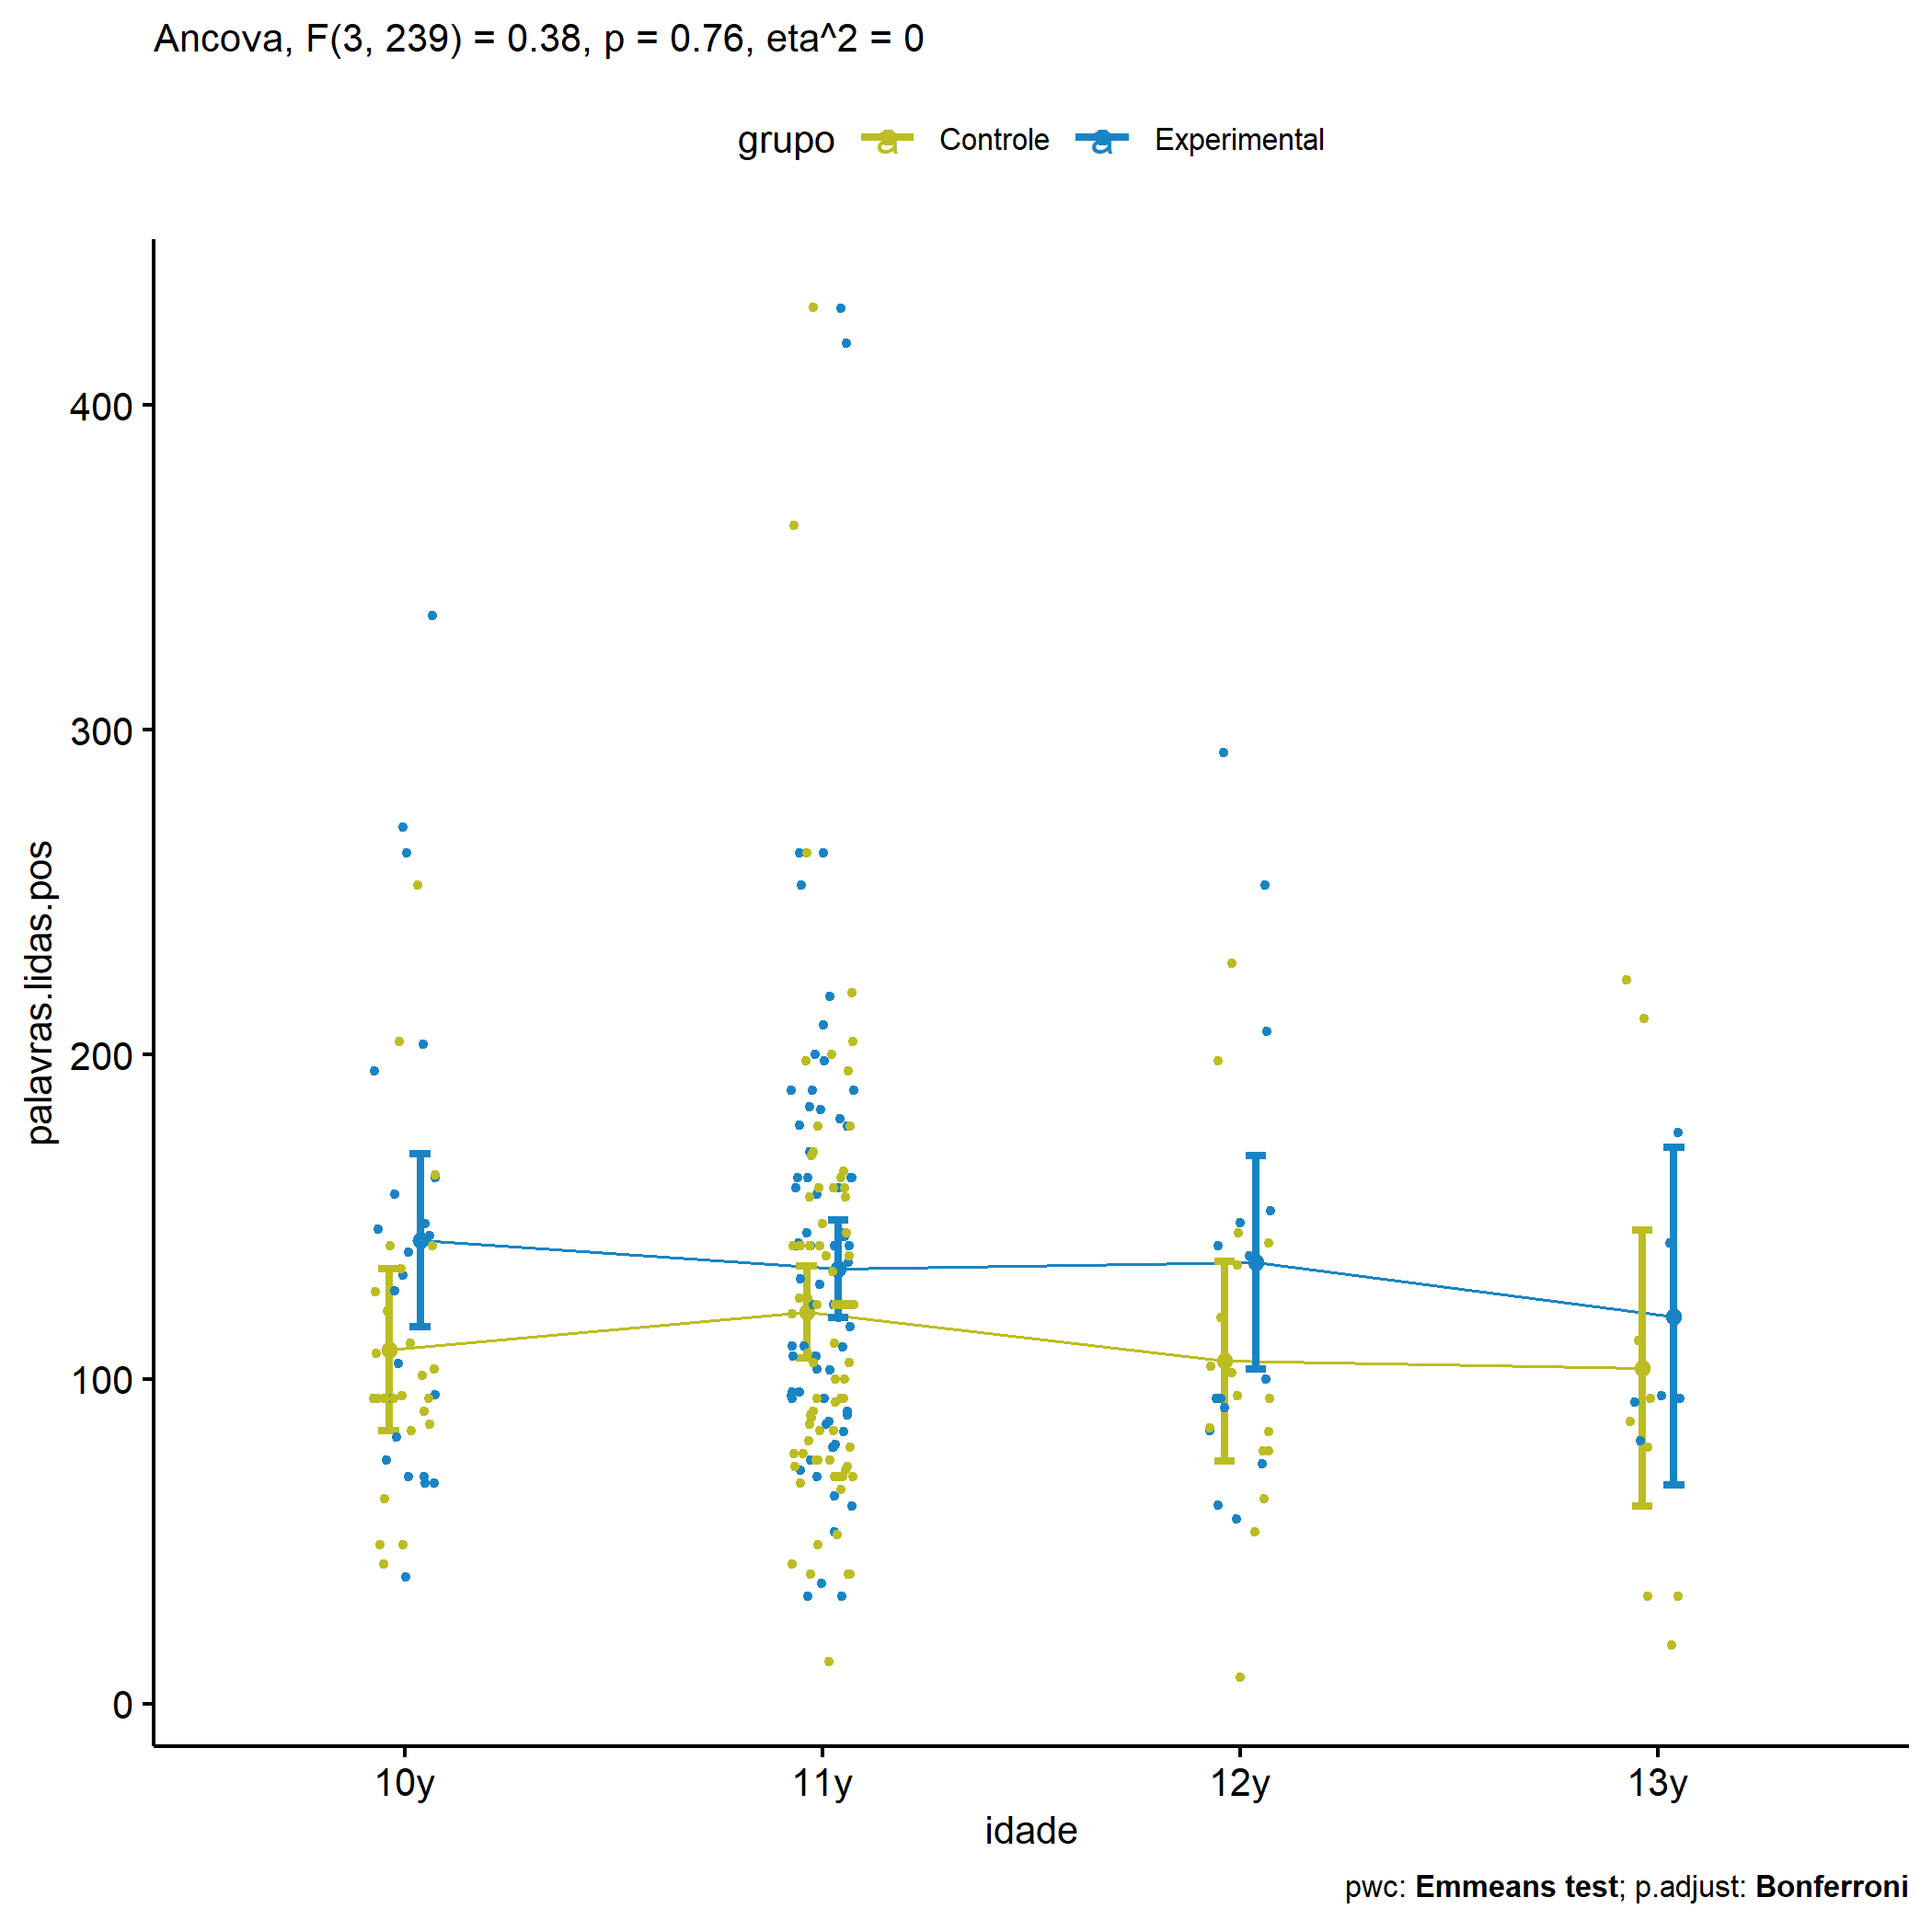 Ancova, F(3, 239) = 0.38, p = 0.76, eta^2 = 0
grupo a Controle a Experimental
palavras.lidas.pos
400
300
200
100
0
10y 11y 12y 13y
idade
pwc: Emmeans test; p.adjust: Bonferroni